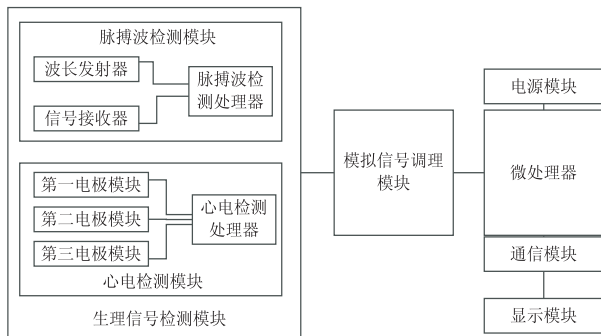 脉搏波检测模块
波长发射器
信号接收器
脉搏波检
测处理器
第一电极模块
第二电极模块
第三电极模块
心电检测
处理器
心电检测模块
生理信号检测模块
模拟信号调理
模块
电源模块
微处理器
通信模块
显示模块